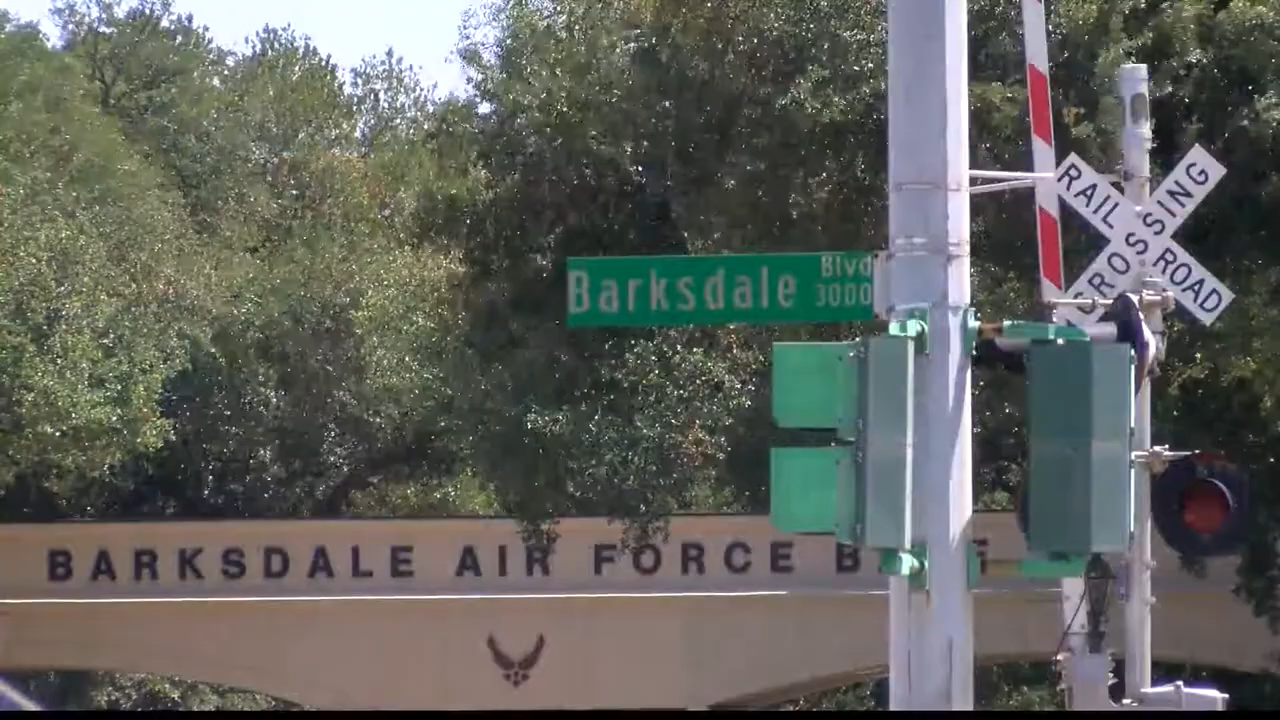 Barksdale Blvd
3000
RAIL ROAD
CROSSING
BARKSDALE AIR FORCE